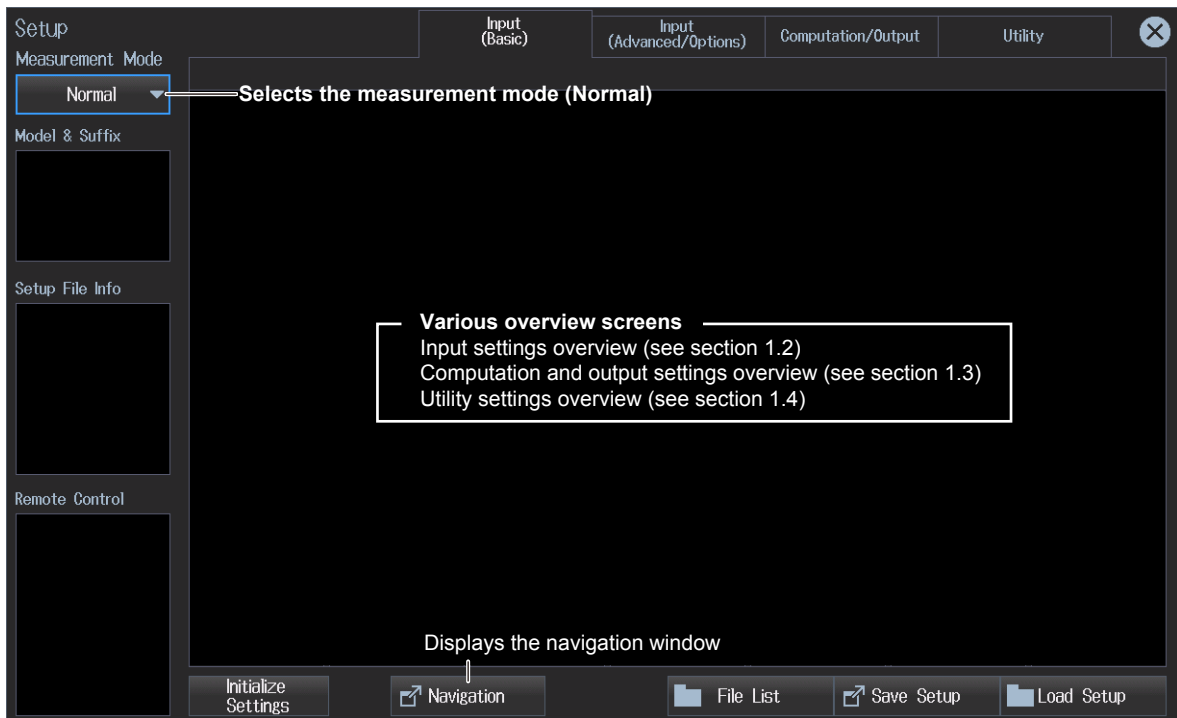 Setup
Input
(Basic)
Input
(Advanced/Options)
Computation/Output
Utility
Measurement Mode
Normal
Selects the measurement mode (Normal)
Model & Suffix
Setup File Info
Various overview screens
Input settings overview (see section 1.2)
Computation and output settings overview (see section 1.3)
Utility settings overview (see section 1.4)
Remote Control
Displays the navigation window
Initialize
Settings
Navigation
File List
Save Setup
Load Setup